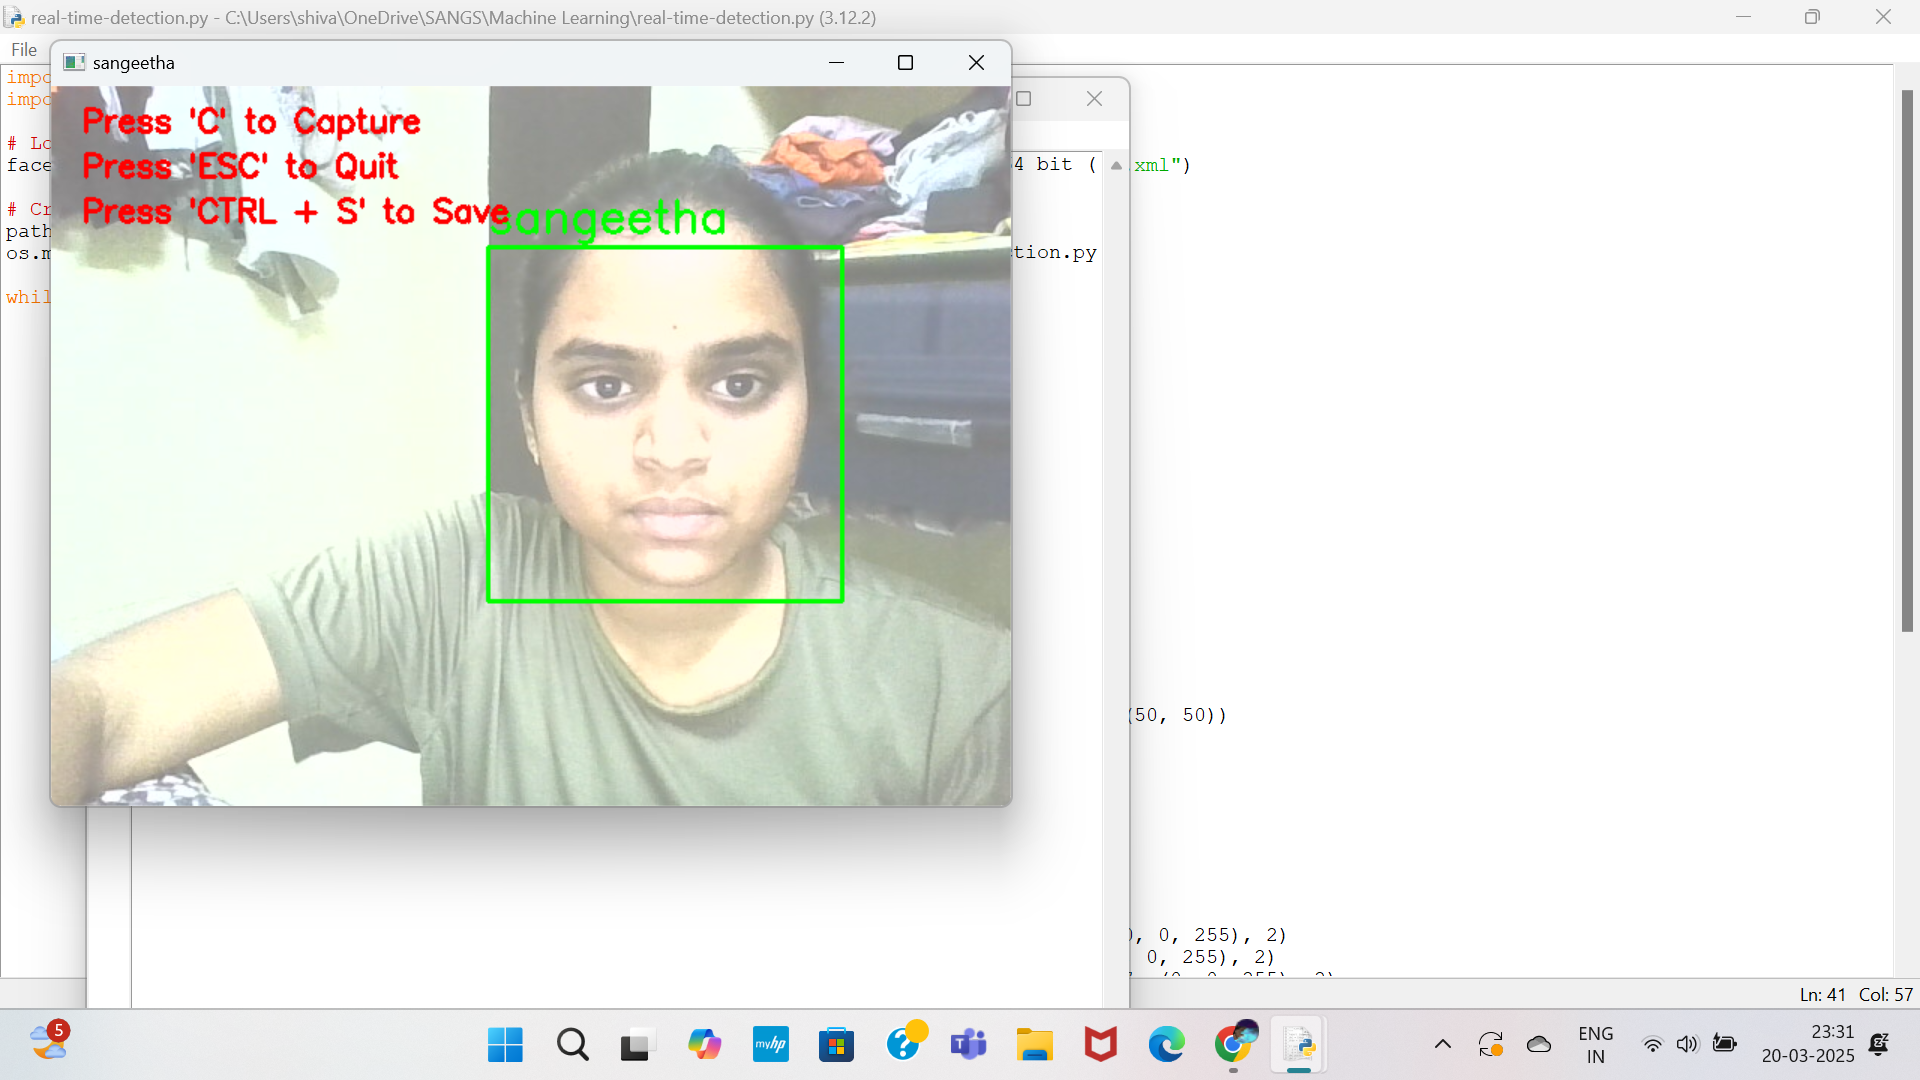 real-time-detection.py - C:\Users\shiva\OneDrive\SANGS\Machine Learning\real-time-detection.py (3.12.2)
File
sangeetha
impo
impo
Press 'C' to Capture
Press 'ESC' to Quit
Press 'CTRL + S' to Save
sangeetha
# Lo
face
4 bit (
.xml")
# Cr
path
os.m
ction.py
whil
(50, 50))
, 0, 255), 2)
0, 255), 2)
Ln: 41 Col: 57
5
myhp
ENG
IN
23:31
20-03-2025